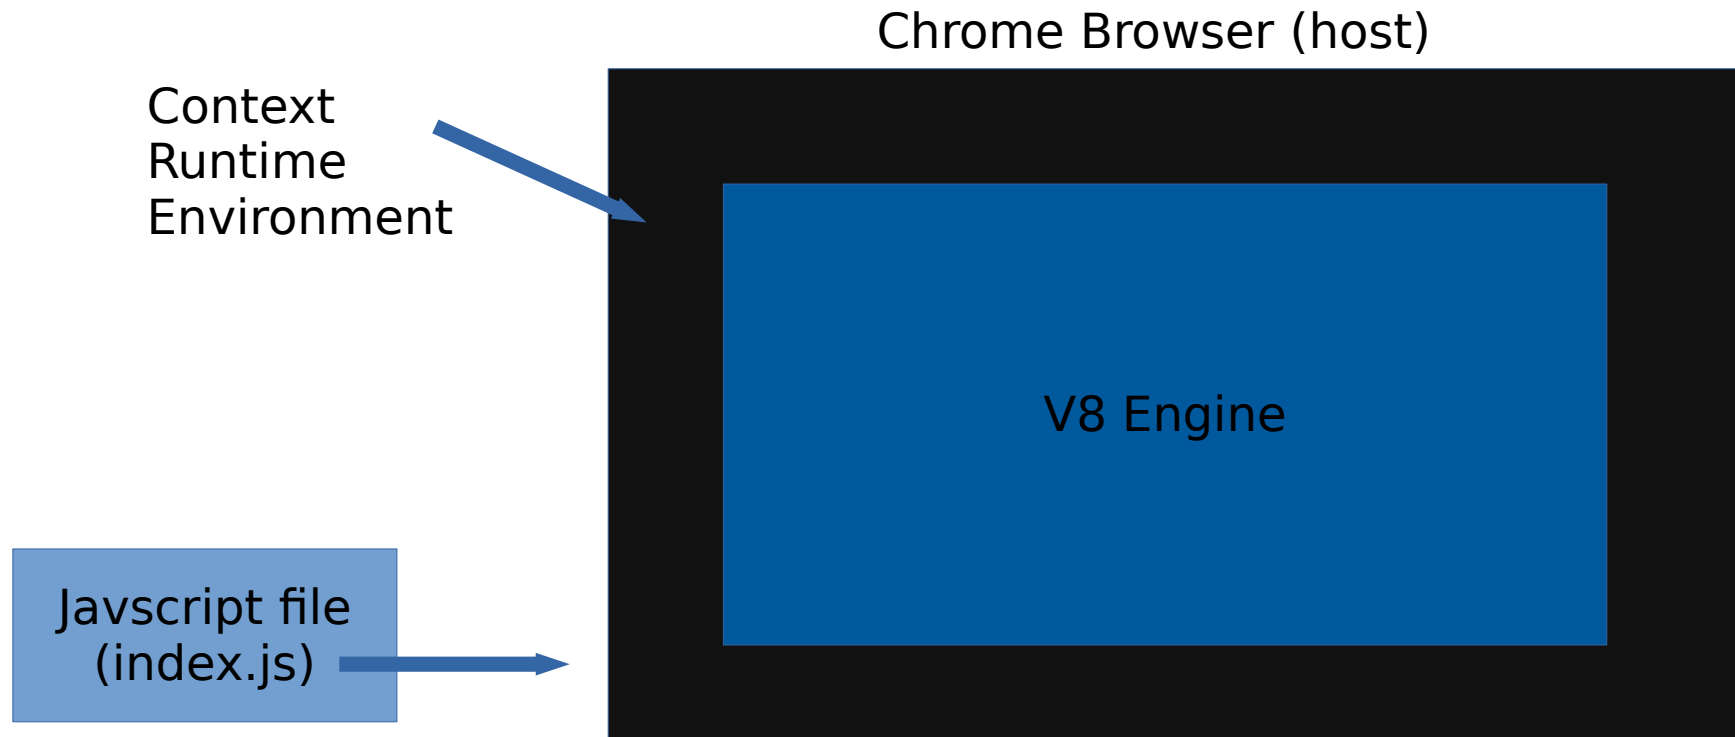 Chrome Browser (host)
Context
Runtime
Environment
V8 Engine
Javscript file
(index.js)